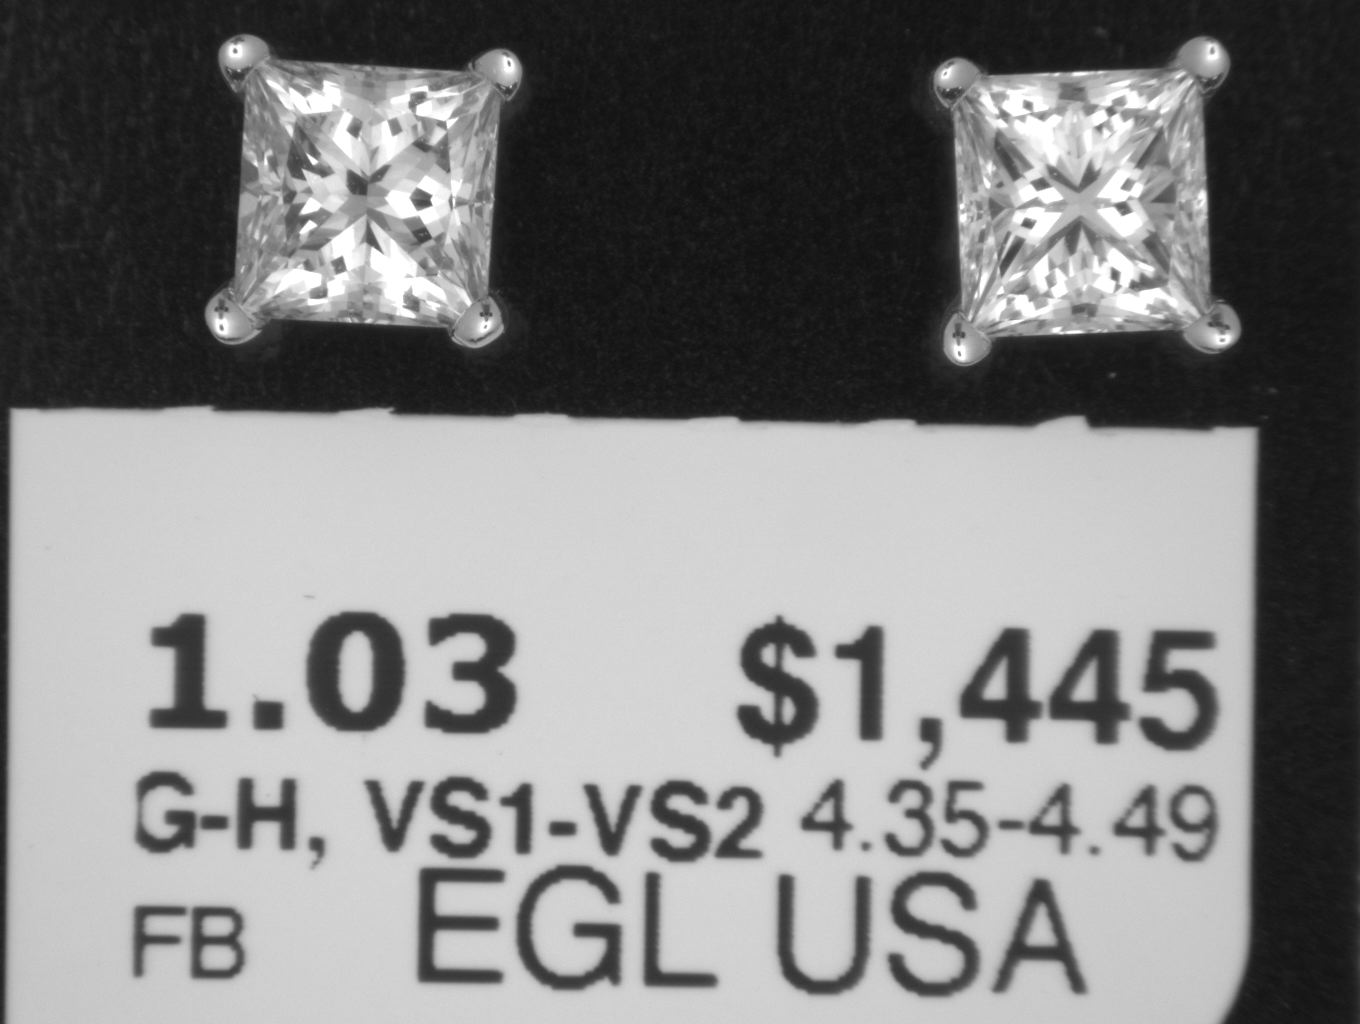 1.03 $1,445
G-H, VS1-VS2 4.35-4.49
FB EGL USA